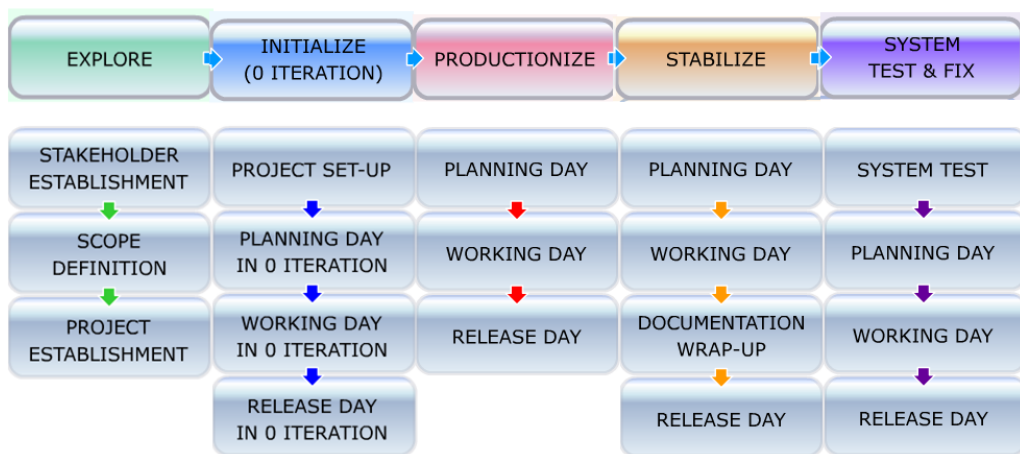 EXPLORE
INITIALIZE
(0 ITERATION)
PRODUCTIONIZE
STABILIZE
SYSTEM
TEST & FIX
STAKEHOLDER
ESTABLISHMENT
SCOPE
DEFINITION
PROJECT
ESTABLISHMENT
PROJECT SET-UP
PLANNING DAY
IN 0 ITERATION
WORKING DAY
IN 0 ITERATION
RELEASE DAY
IN 0 ITERATION
PLANNING DAY
WORKING DAY
RELEASE DAY
PLANNING DAY
WORKING DAY
DOCUMENTATION
WRAP-UP
RELEASE DAY
SYSTEM TEST
PLANNING DAY
WORKING DAY
RELEASE DAY